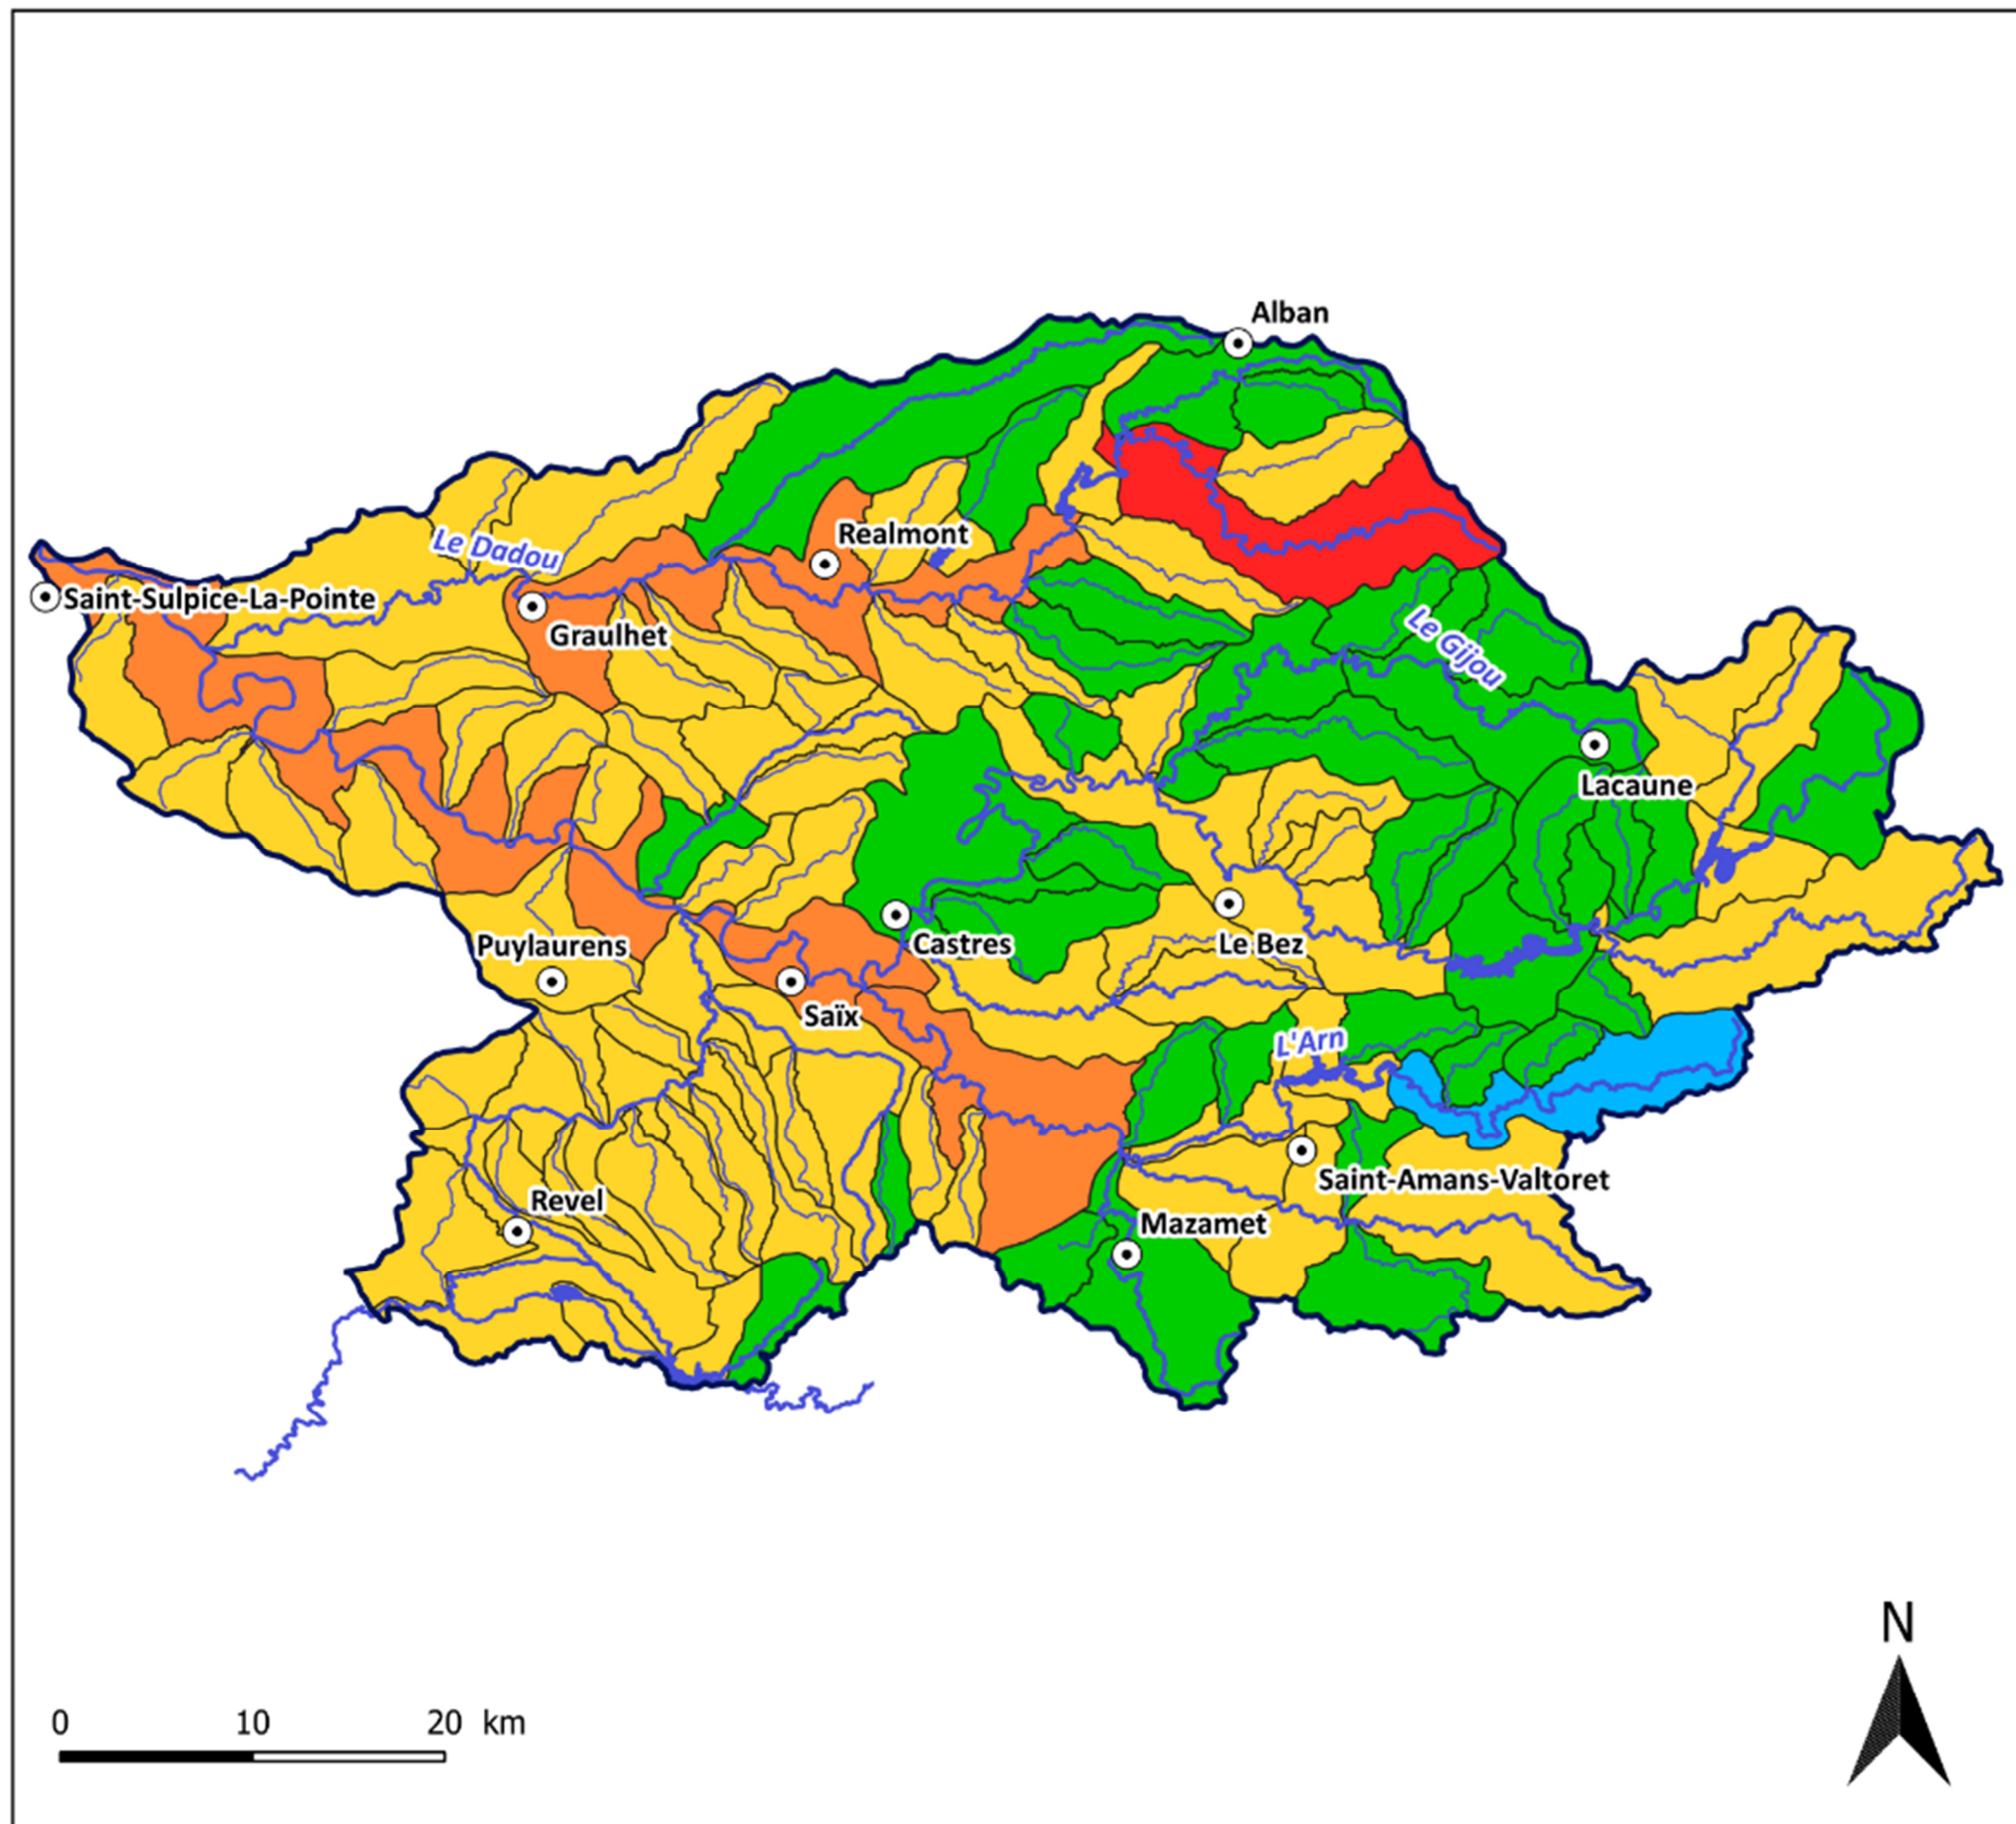 Alban
Realmont
Le Dadou
Saint-Sulpice-La-Pointe
Graulhet
Le Gijou
Lacaune
Puylaurens
Castres
Le Bez
Saïx
L'Arn
Saint-Amans-Valtoret
Revel
Mazamet
N
0 10 20 km